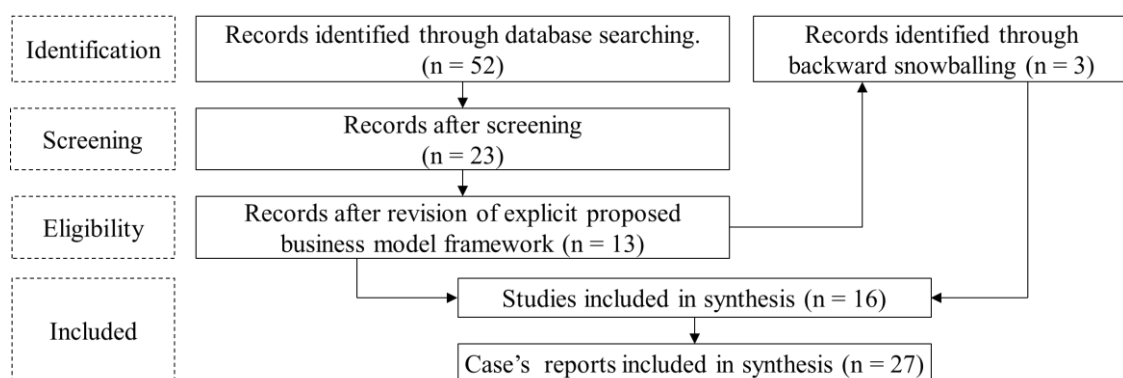 Identification
Records identified through database searching.
(n = 52)
Records identified through
backward snowballing (n = 3)
Screening
Records after screening
(n = 23)
Eligibility
Records after revision of explicit proposed
business model framework (n = 13)
Included
Studies included in synthesis (n = 16)
Case's reports included in synthesis (n = 27)